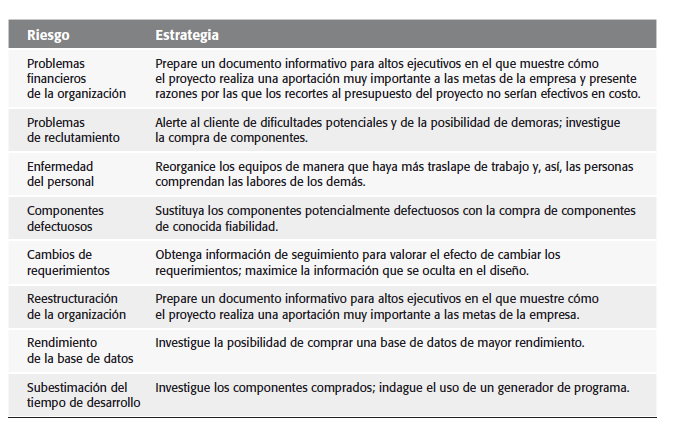 Riesgo Estrategia
Problemas
financieros
de la organización
Prepare un documento informativo para altos ejecutivos en el que muestre cómo
el proyecto realiza una aportación muy importante a las metas de la empresa y presente
razones por las que los recortes al presupuesto del proyecto no serían efectivos en costo.
Problemas
de reclutamiento
Alerte al cliente de dificultades potenciales y de la posibilidad de demoras; investigue
la compra de componentes.
Enfermedad
del personal
Reorganice los equipos de manera que haya más traslape de trabajo y, así, las personas
comprendan las labores de los demás.
Componentes
defectuosos
Sustituya los componentes potencialmente defectuosos con la compra de componentes
de conocida fiabilidad.
Cambios de
requerimientos
Obtenga información de seguimiento para valorar el efecto de cambiar los
requerimientos; maximice la información que se oculta en el diseño.
Reestructuración
de la organización
Prepare un documento informativo para altos ejecutivos en el que muestre cómo
el proyecto realiza una aportación muy importante a las metas de la empresa.
Rendimiento
de la base de datos
Investigue la posibilidad de comprar una base de datos de mayor rendimiento.
Subestimación del
tiempo de desarrollo
Investigue los componentes comprados; indague el uso de un generador de programa.